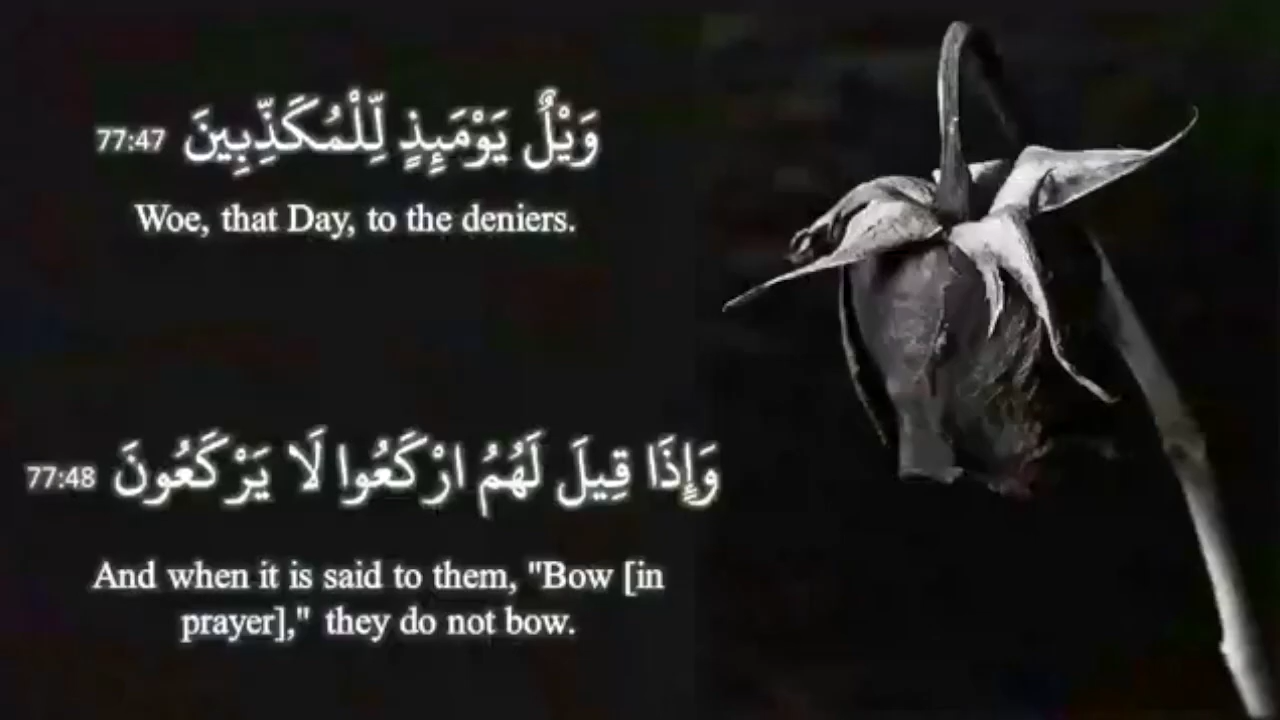 وَيْلٌ يَوْمَئِذٍ لِّلْمُكَذِّبِينَ 77:47
Woe, that Day, to the deniers.
وَإِذَا قِيلَ لَهُمُ ارْكَعُوا لَا يَرْكَعُونَ 77:48
And when it is said to them, "Bow [in
prayer]," they do not bow.